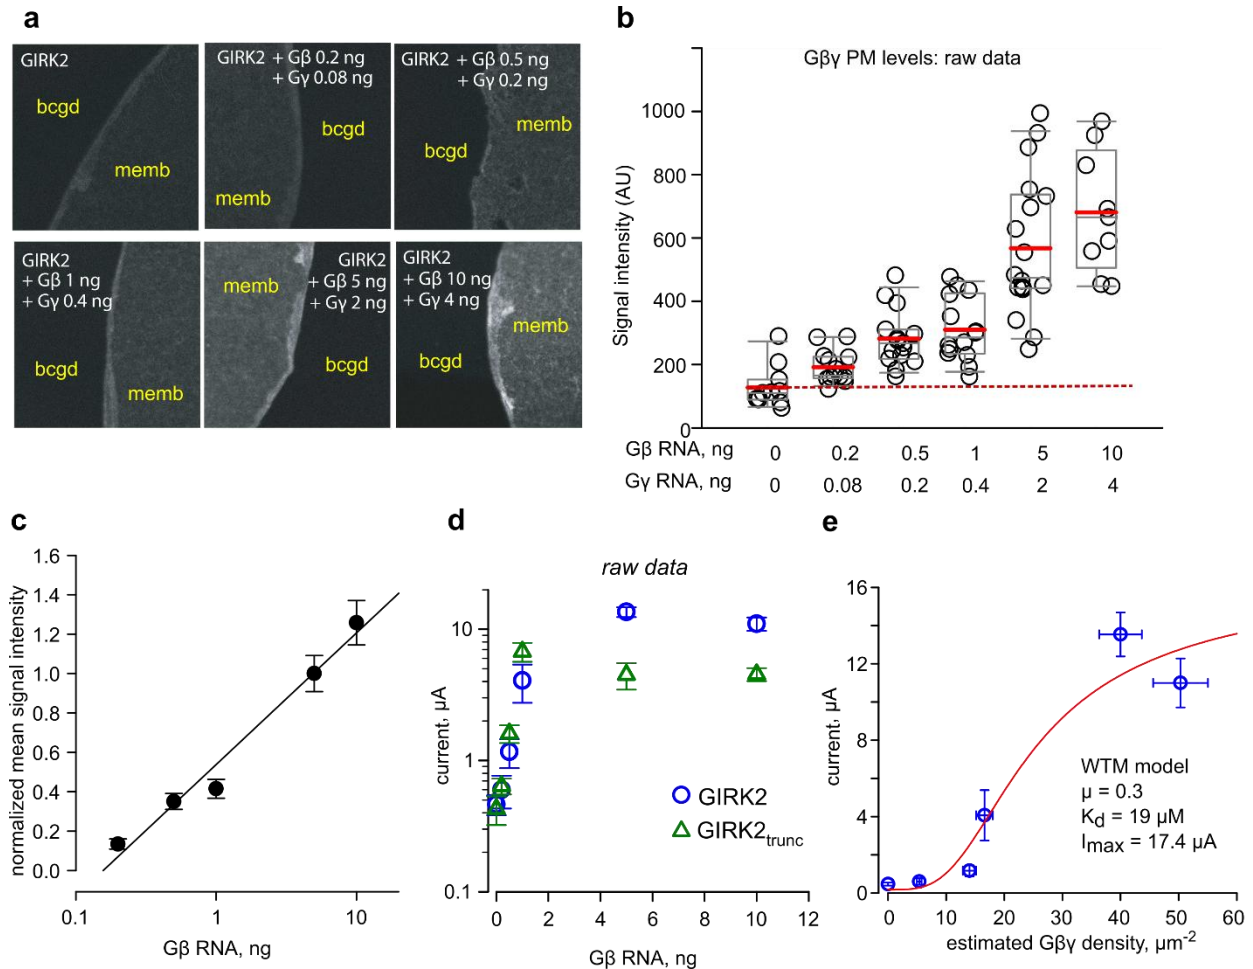 a
GIRK2
bcgd
memb
GIRK2 + Gβ 0.2 ng
+ Gγ 0.08 ng
bcgd
memb
GIRK2 + Gβ 0.5 ng
+ Gγ 0.2 ng
memb
bcgd
GIRK2
+ Gβ 1 ng
+ Gγ 0.4 ng
bcgd
memb
GIRK2
+ Gβ 5 ng
+ Gγ 2 ng
memb
bcgd
GIRK2
+ Gβ 10 ng
+ Gγ 4 ng
memb
bcgd
b
Gβγ PM levels: raw data
Signal intensity (AU)
1000
800
600
400
200
0
Gβ RNA, ng 0 0.2 0.5 1 5 10
Gγ RNA, ng 0 0.08 0.2 0.4 2 4
c
normalized mean signal intensity
1.6
1.4
1.2
1.0
0.8
0.6
0.4
0.2
0.0
0.1 1 10
Gβ RNA, ng
d
raw data
current, µA
10
1
0.1
GIRK2
GIRK2trunc
0 2 4 6 8 10 12
Gβ RNA, ng
e
current, µA
16
12
8
4
0
WTM model
µ = 0.3
Kd = 19 µM
Imax = 17.4 µA
0 10 20 30 40 50 60
estimated Gβγ density, µm-2